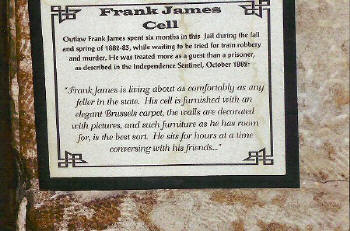 Frank James
Cell
Outlaw Frank James spent six months in this Jail during the fall
and spring of 1882-83, while waiting to be tried for train robbery
and murder. He was treated more as a guest than a prisoner,
as described in the Independence Sentinel, October 1882-
"Frank James is living about as comfortably as any
feller in the state. His cell is furnished with an
elegant Brussels carpet, the walls are decorated
with pictures, and such furniture as he has room
for, is the best sort. He sits for hours at a time
conversing with his friends..."